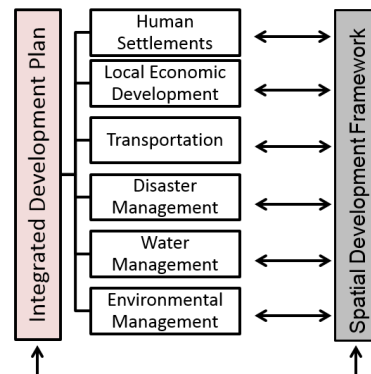 Integrated Development Plan
Human
Settlements
Local Economic
Development
Transportation
Disaster
Management
Water
Management
Environmental
Management
Spatial Development Framework